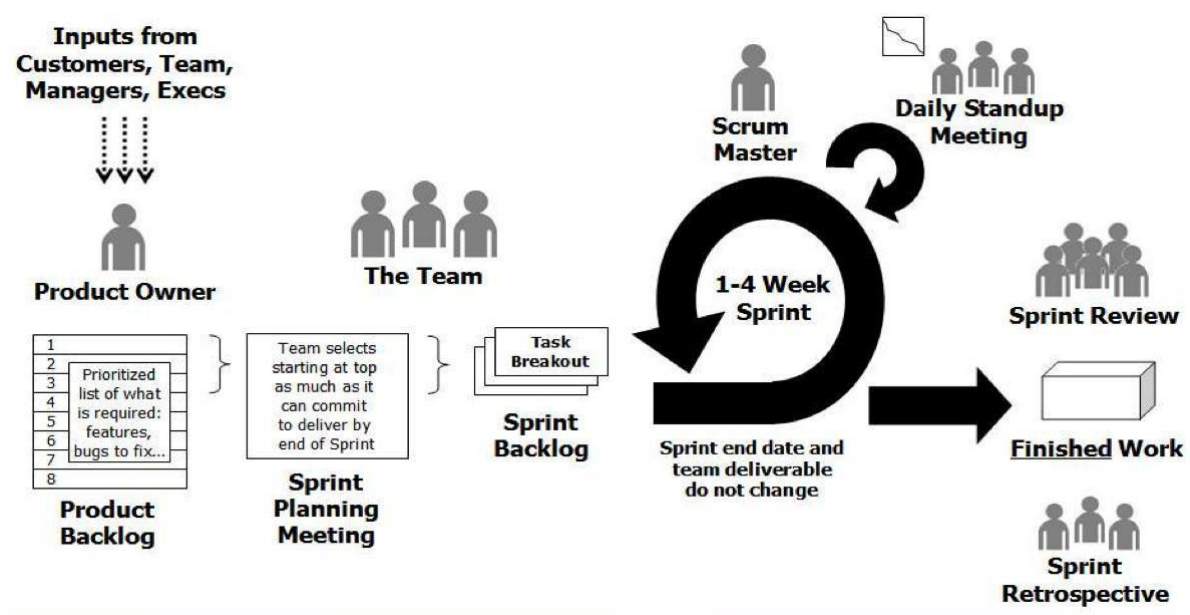 Inputs from
Customers, Team,
Managers, Execs
Product Owner
The Team
Scrum
Master
Daily Standup
Meeting
1
2
3
4
5
6
7
8
Prioritized
list of what
is required:
features,
bugs to fix...
Product
Backlog
Team selects
starting at top
as much as it
can commit
to deliver by
end of Sprint
Sprint
Planning
Meeting
Task
Breakout
Sprint
Backlog
1-4 Week
Sprint
Sprint end date and
team deliverable
do not change
Sprint Review
Finished Work
Sprint
Retrospective